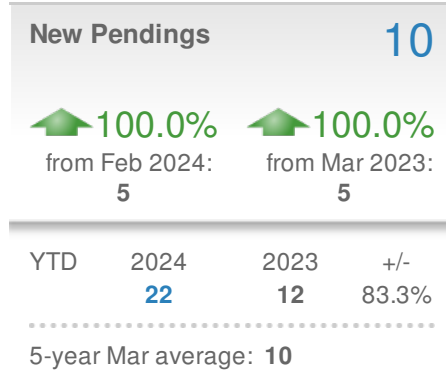 New Pendings 10
100.0% 100.0%
from Feb 2024: from Mar 2023:
5 5
YTD 2024 2023 +/-
22 12 83.3%
5-year Mar average: 10